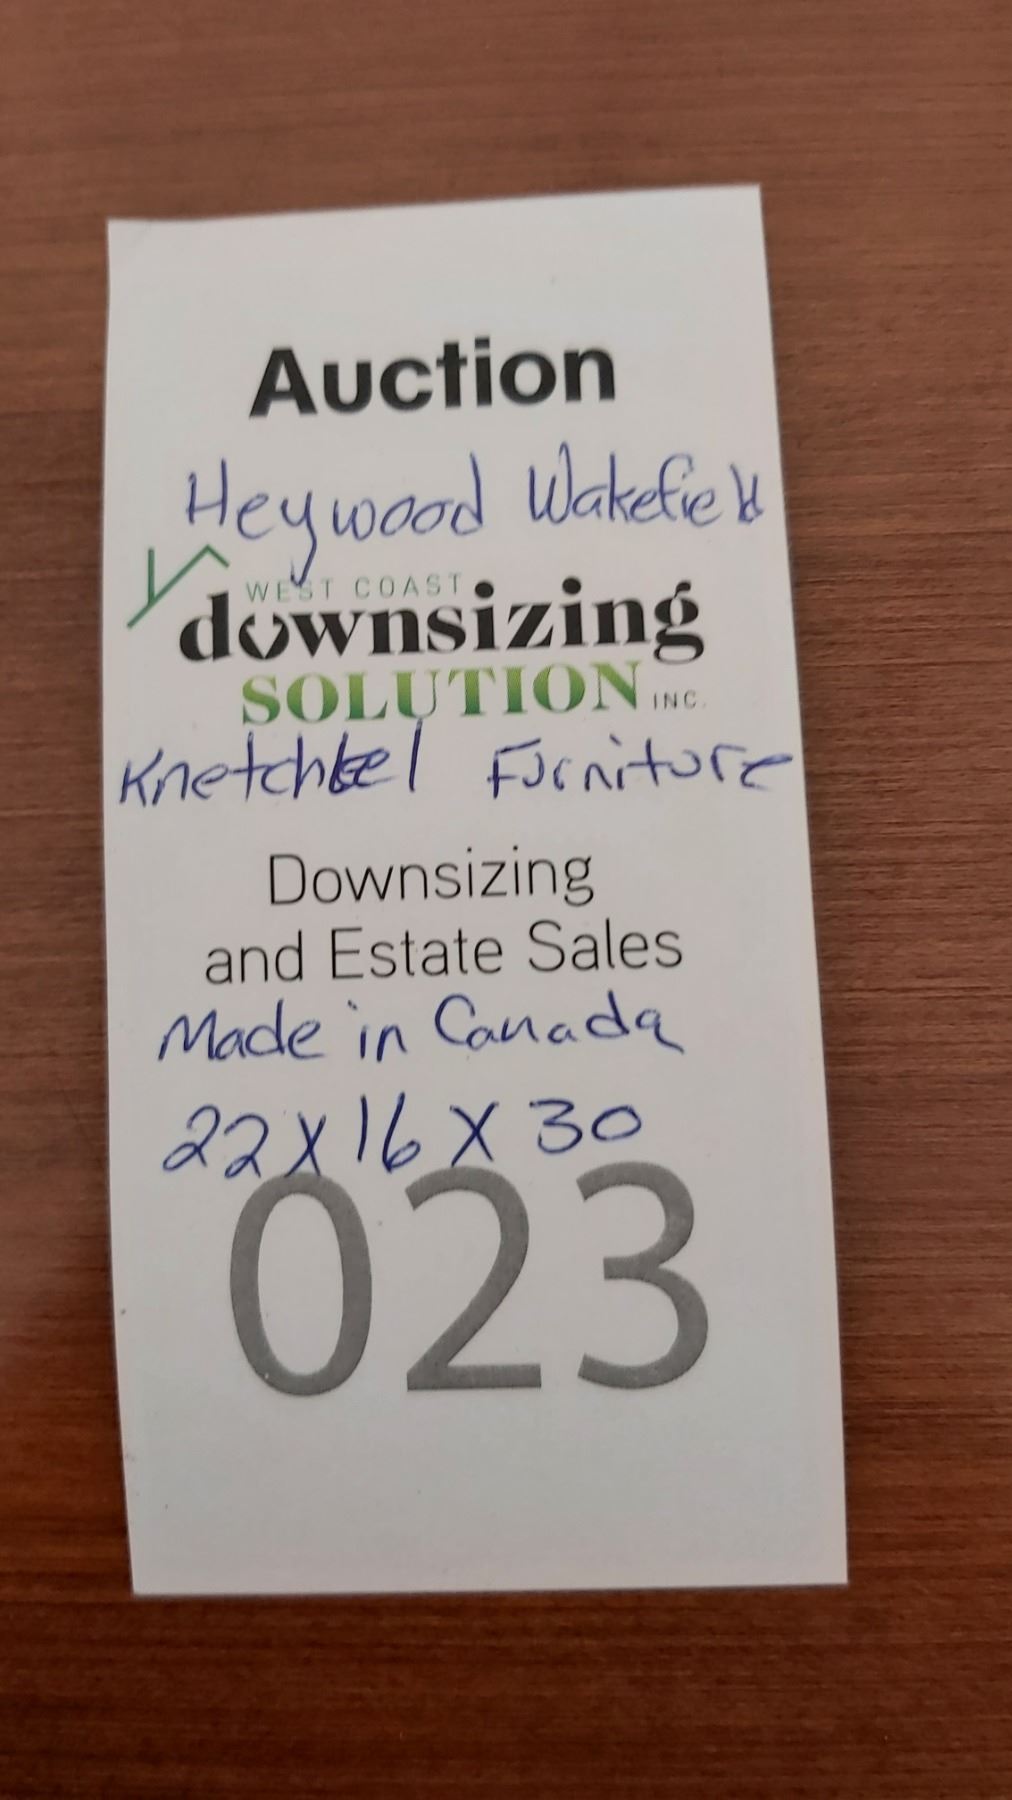 Auction
Heywood Wakefield
WEST COAST
downsizing
SOLUTION INC.
Knetchtel Furniture
Downsizing
and Estate Sales
Made in Canada
22 X 16 X 30
023